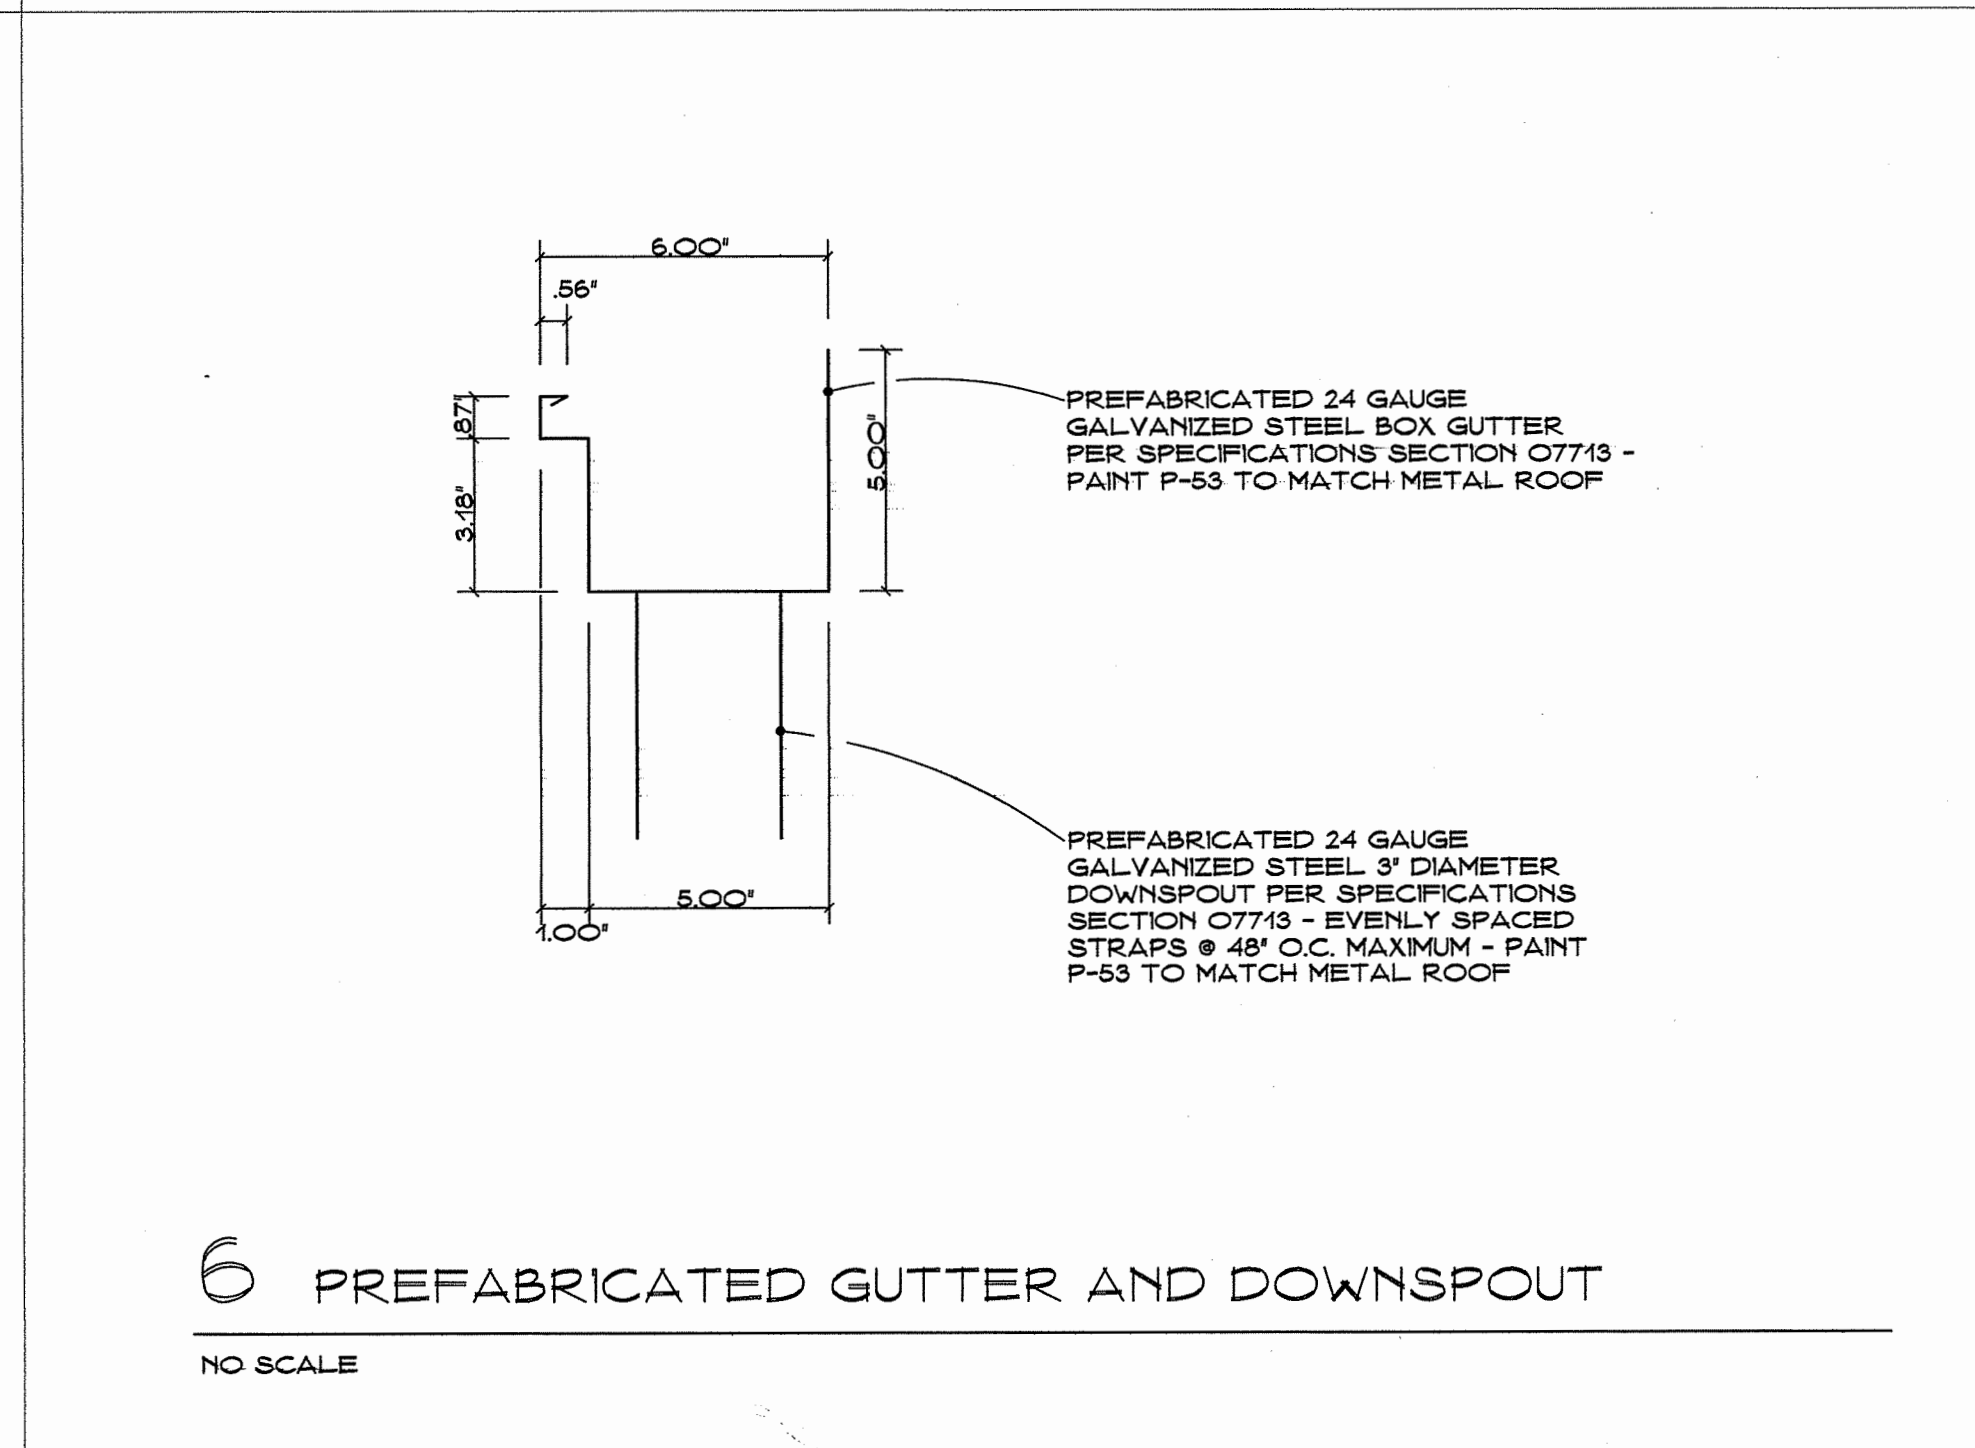 6.00"
.56"
.87"
3.18"
5.00"
PREFABRICATED 24 GAUGE
GALVANIZED STEEL BOX GUTTER
PER SPECIFICATIONS SECTION 07713 -
PAINT P-53 TO MATCH METAL ROOF
PREFABRICATED 24 GAUGE
GALVANIZED STEEL 3" DIAMETER
DOWNSPOUT PER SPECIFICATIONS
SECTION 07713 - EVENLY SPACED
STRAPS @ 48" O.C. MAXIMUM - PAINT
P-53 TO MATCH METAL ROOF
5.00"
1.00"
6 PREFABRICATED GUTTER AND DOWNSPOUT
NO SCALE